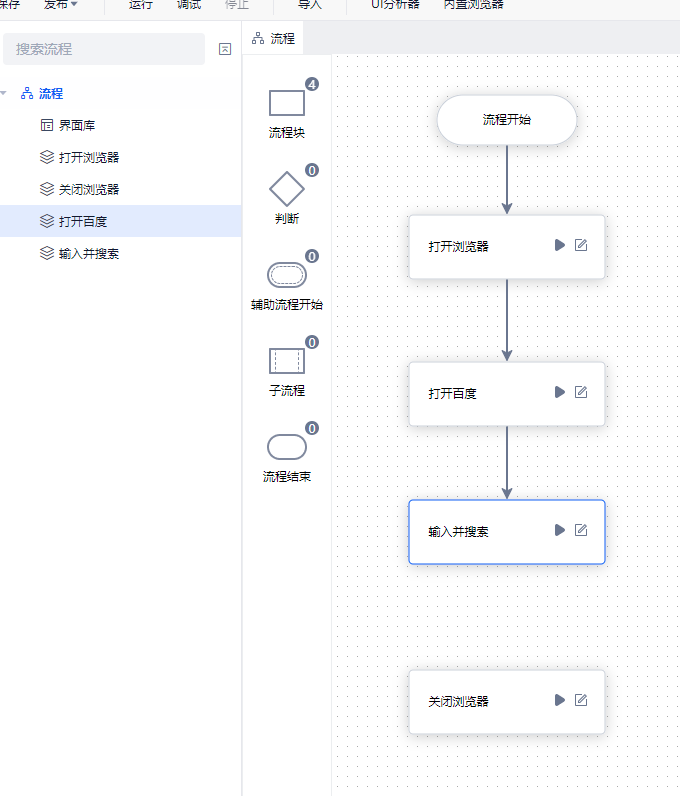 保存 发布 运行 调试 停止 导入 UI分析器 内置浏览器
搜索流程
流程
界面库
打开浏览器
关闭浏览器
打开百度
输入并搜索
流程
4
流程块
0
判断
0
辅助流程开始
0
子流程
0
流程结束
流程开始
打开浏览器
打开百度
输入并搜索
关闭浏览器